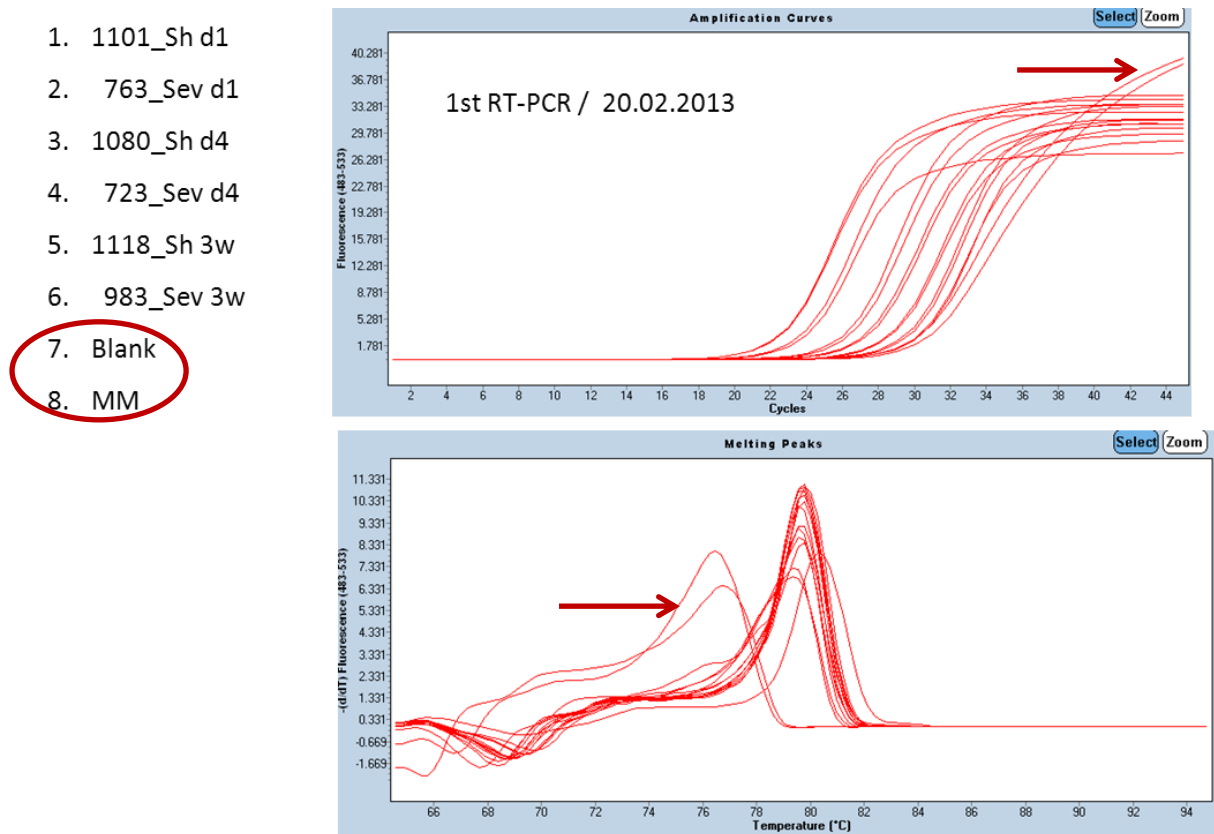 1. 1101_Sh d1
2. 763_Sev d1
3. 1080_Sh d4
4. 723_Sev d4
5. 1118_Sh 3w
6. 983_Sev 3w
7. Blank
8. MM
Amplification Curves
Select Zoom
1st RT-PCR / 20.02.2013
Fluorescence (483-533)
40.281
36.781
33.281
29.781
26.281
22.781
19.281
15.781
12.281
8.781
5.281
1.781
2 4 6 8 10 12 14 16 18 20 22 24 26 28 30 32 34 36 38 40 42 44
Cycles
Melting Peaks
Select Zoom
-(d/dT) Fluorescence (483-533)
11.331
10.331
9.331
8.331
7.331
6.331
5.331
4.331
3.331
2.331
1.331
0.331
-0.669
-1.669
66 68 70 72 74 76 78 80 82 84 86 88 90 92 94
Temperature (°C)